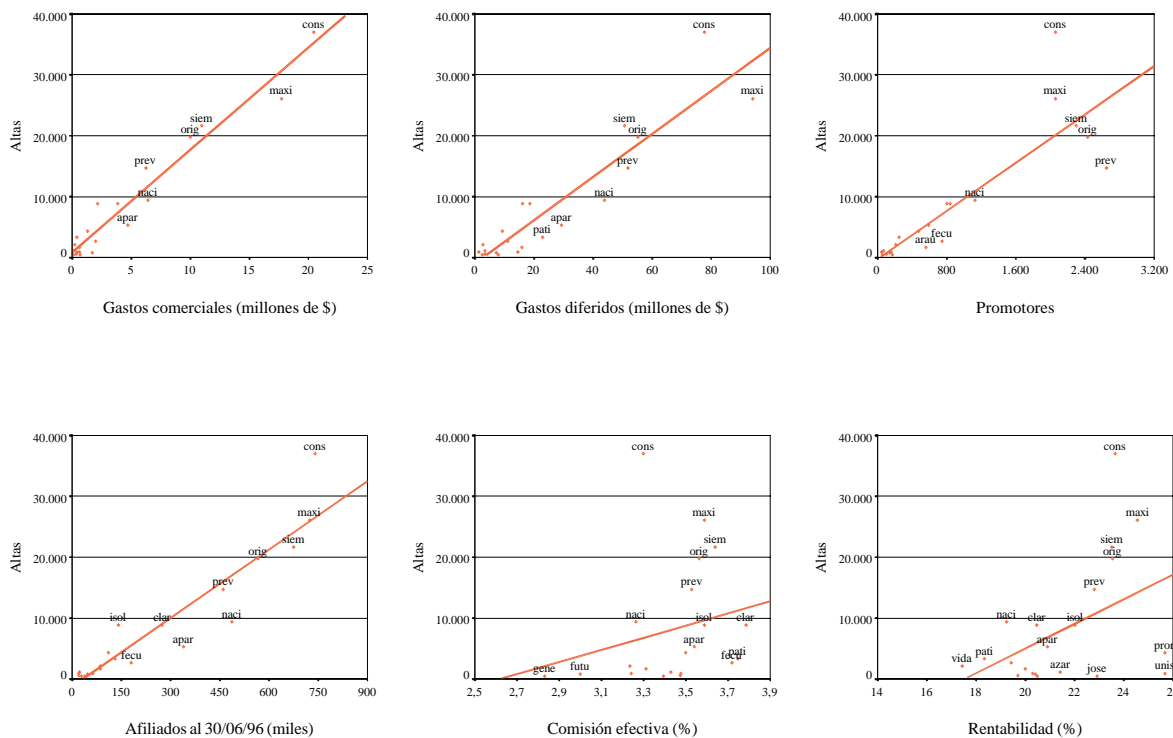 40.000
30.000
20.000
10.000
0
Altas
cons
maxi
siem
orig
prev
naci
apar
0 5 10 15 20 25
Gastos comerciales (millones de $)
40.000
30.000
20.000
10.000
0
Altas
cons
maxi
siem
orig
prev
naci
apar
pati
0 20 40 60 80 100
Gastos diferidos (millones de $)
40.000
30.000
20.000
10.000
0
Altas
cons
maxi
siem
orig
prev
naci
arau fecu
0 800 1.600 2.400 3.200
Promotores
40.000
30.000
20.000
10.000
0
Altas
cons
maxi
siem
orig
prev
isol clar naci
apar
fecu
0 150 300 450 600 750 900
Afiliados al 30/06/96 (miles)
40.000
30.000
20.000
10.000
0
Altas
cons
maxi
siem
orig
prev
naci isol clar
apar pati
fecu
gene futu
2,5 2,7 2,9 3,1 3,3 3,5 3,7 3,9
Comisión efectiva (%)
40.000
30.000
20.000
10.000
0
Altas
cons
maxi
siem
orig
prev
naci clar isol
apar
vida pati azar jose
14 16 18 20 22 24
Rentabilidad (%)